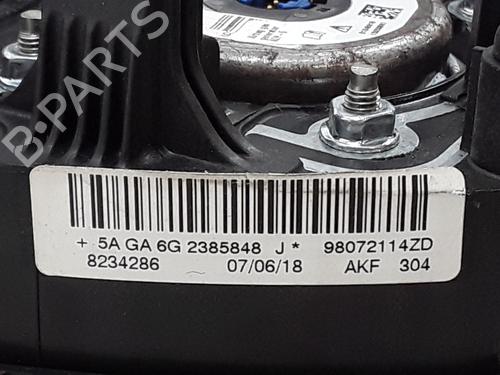 B-PARTS
+ 5A GA 6G 2385848 J * 98072114ZD
8234286 07/06/18 AKF 304